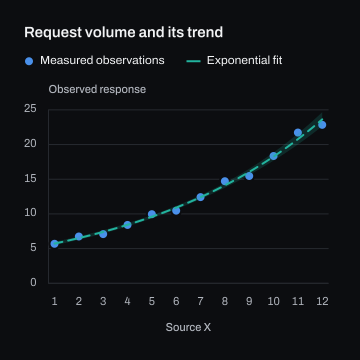 Request volume and its trend
Measured observations
Exponential fit
Observed response
25
20
15
10
5
0
1 2 3 4 5 6 7 8 9 10 11 12
Source X